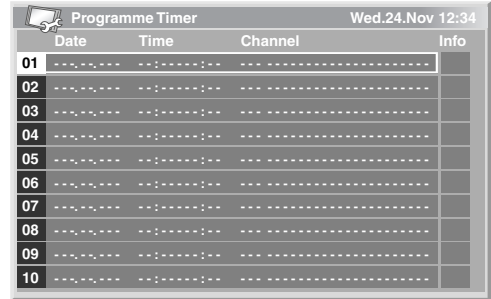 Programme Timer Wed.24.Nov 12:34
Date Time Channel Info
01 ---.--.--- --:-----:-- --- -----------------------
02 ---.--.--- --:-----:-- --- -----------------------
03 ---.--.--- --:-----:-- --- -----------------------
04 ---.--.--- --:-----:-- --- -----------------------
05 ---.--.--- --:-----:-- --- -----------------------
06 ---.--.--- --:-----:-- --- -----------------------
07 ---.--.--- --:-----:-- --- -----------------------
08 ---.--.--- --:-----:-- --- -----------------------
09 ---.--.--- --:-----:-- --- -----------------------
10 ---.--.--- --:-----:-- --- -----------------------